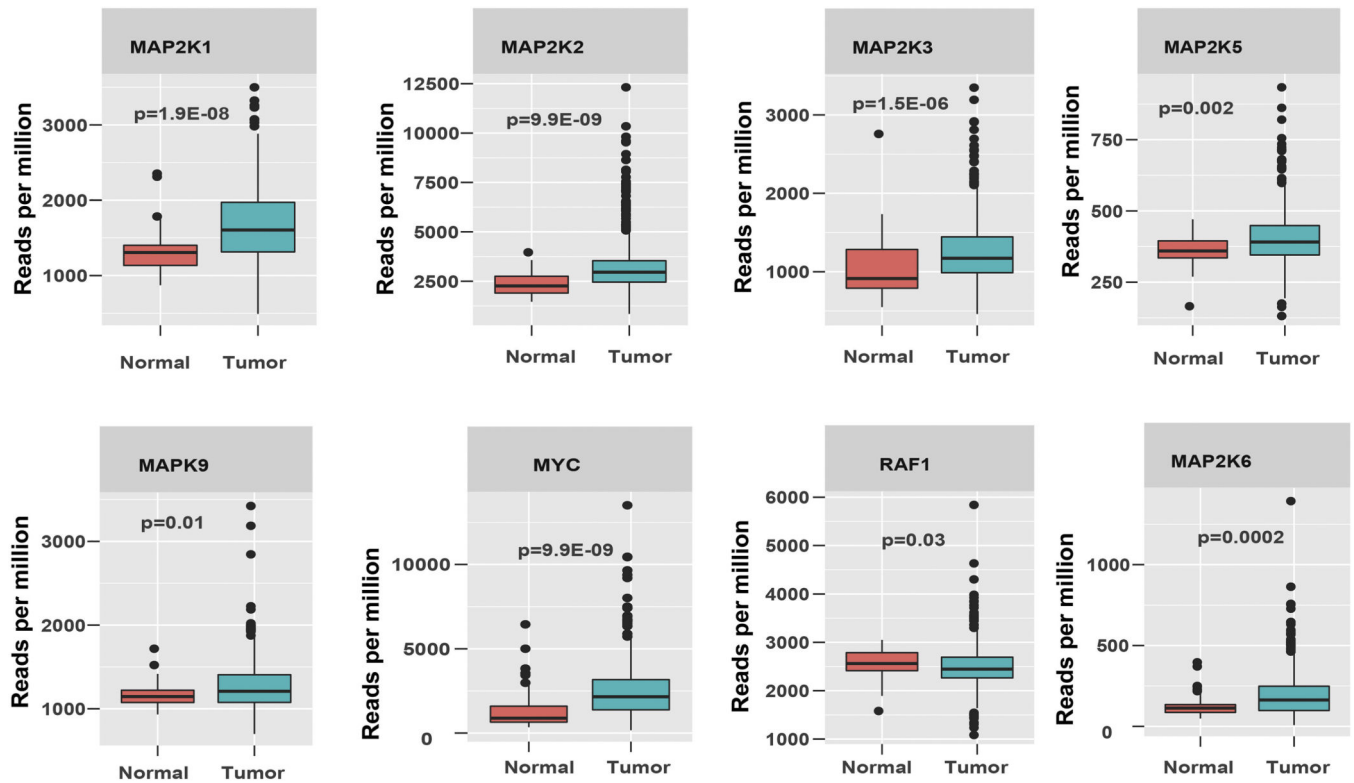 MAP2K1
MAP2K2
MAP2K3
MAP2K5
Reads per million
3000
2000
1000
p=1.9E-08
Normal Tumor
Reads per million
12500
10000
7500
5000
2500
p=9.9E-09
Normal Tumor
Reads per million
3000
2000
1000
p=1.5E-06
Normal Tumor
Reads per million
750
500
250
p=0.002
Normal Tumor
MAPK9
MYC
RAF1
MAP2K6
Reads per million
3000
2000
1000
p=0.01
Normal Tumor
Reads per million
10000
5000
0
p=9.9E-09
Normal Tumor
Reads per million
6000
5000
4000
3000
2000
1000
p=0.03
Normal Tumor
Reads per million
1000
500
0
p=0.0002
Normal Tumor